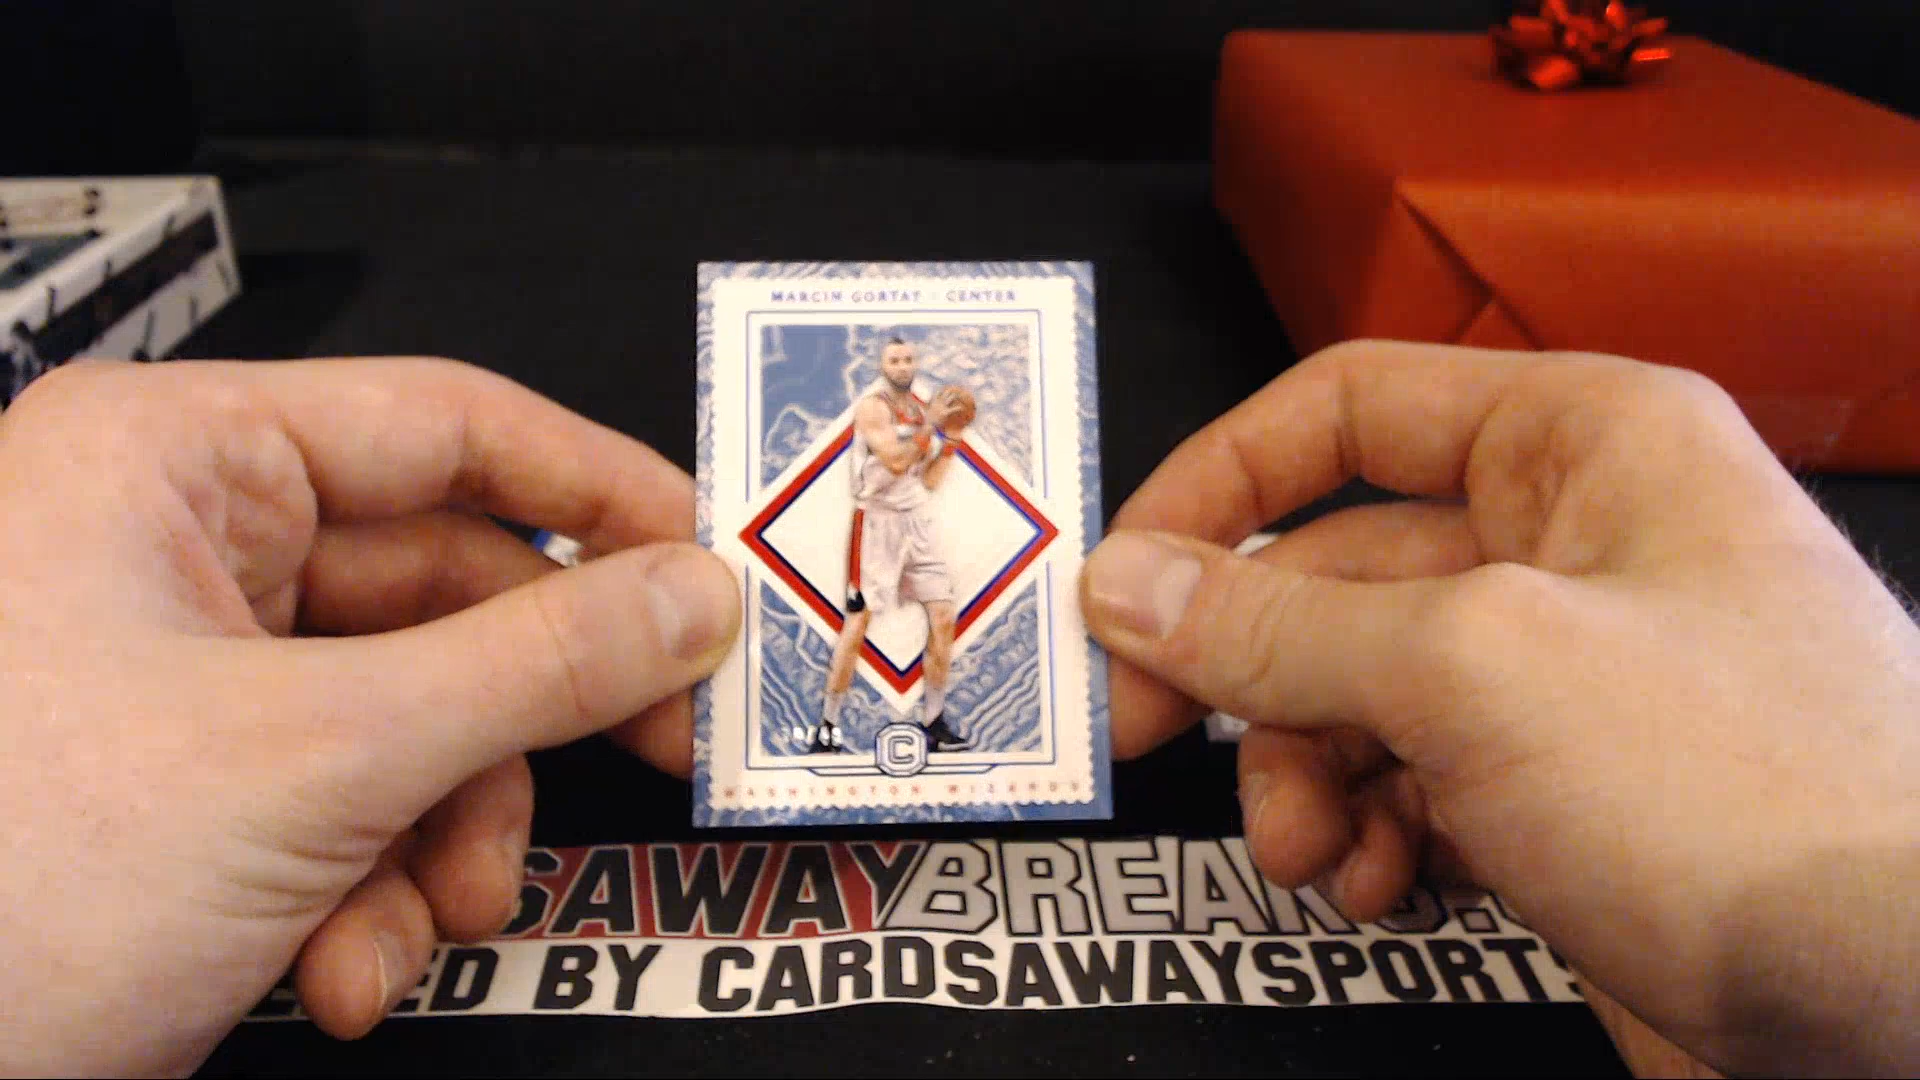 MARCIN GORTAT · CENTER
C
WASHINGTON WIZARDS
SAWAYBREAKS.
ED BY CARDSAWAYSPORTS